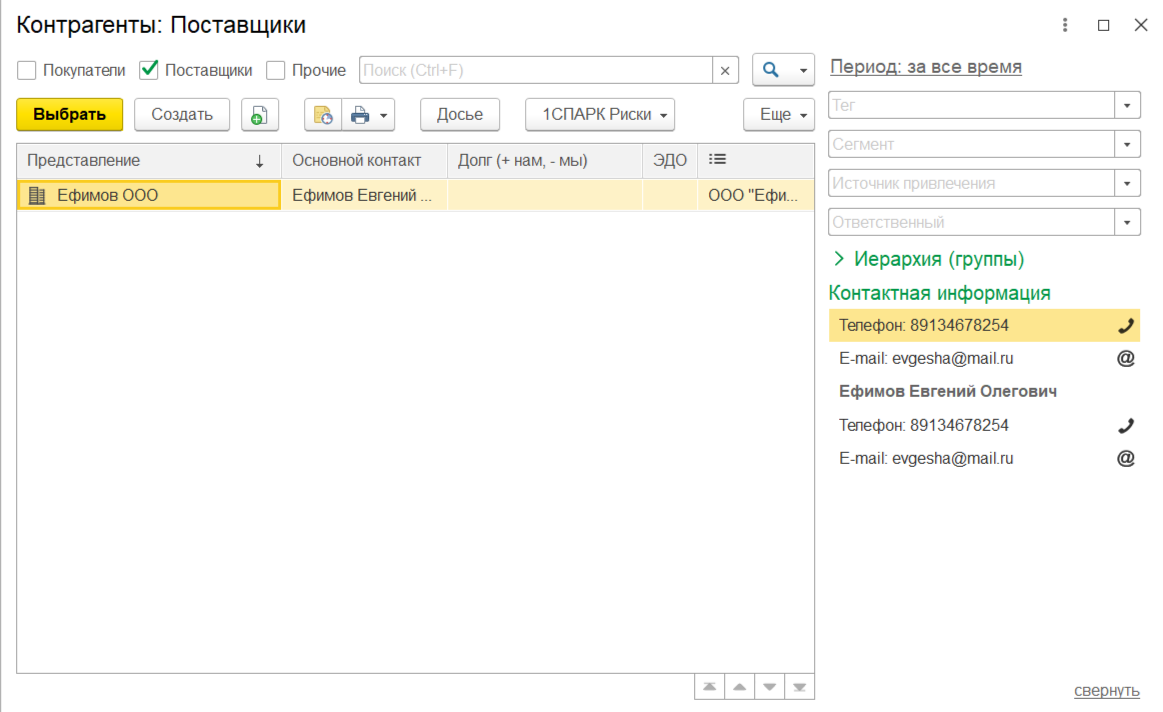 Контрагенты: Поставщики
Покупатели Поставщики Прочие Поиск (Ctrl+F) Период: за все время
Выбрать Создать Досье 1СПАРК Риски Еще
Тег
Сегмент
Источник привлечения
Ответственный
Представление Основной контакт Долг (+ нам, - мы) ЭДО
Ефимов ООО Ефимов Евгений ... ООО "Ефи...
Иерархия (группы)
Контактная информация
Телефон: 89134678254
E-mail: evgesha@mail.ru
Ефимов Евгений Олегович
Телефон: 89134678254
E-mail: evgesha@mail.ru
свернуть